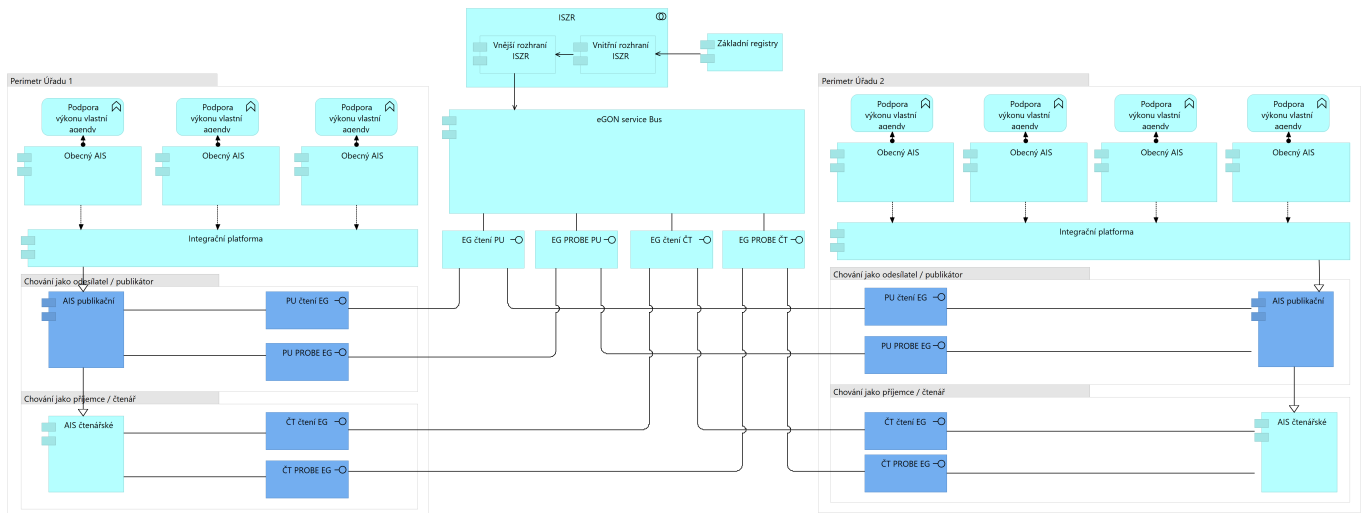 ISZR
Vnější rozhraní
ISZR
Vnitřní rozhraní
ISZR
Základní registry
eGON service Bus
EG čtení PU
EG PROBE PU
EG čtení ČT
EG PROBE ČT
Perimetr Úřadu 1
Podpora
výkonu vlastní
agendy
Podpora
výkonu vlastní
agendy
Podpora
výkonu vlastní
agendy
Obecný AIS
Obecný AIS
Obecný AIS
Integrační platforma
Chování jako odesílatel / publikátor
AIS publikační
PU čtení EG
PU PROBE EG
Chování jako příjemce / čtenář
AIS čtenářské
ČT čtení EG
ČT PROBE EG
Perimetr Úřadu 2
Podpora
výkonu vlastní
agendy
Podpora
výkonu vlastní
agendy
Podpora
výkonu vlastní
agendy
Podpora
výkonu vlastní
agendy
Obecný AIS
Obecný AIS
Obecný AIS
Obecný AIS
Integrační platforma
Chování jako odesílatel / publikátor
PU čtení EG
AIS publikační
PU PROBE EG
Chování jako příjemce / čtenář
ČT čtení EG
AIS čtenářské
ČT PROBE EG